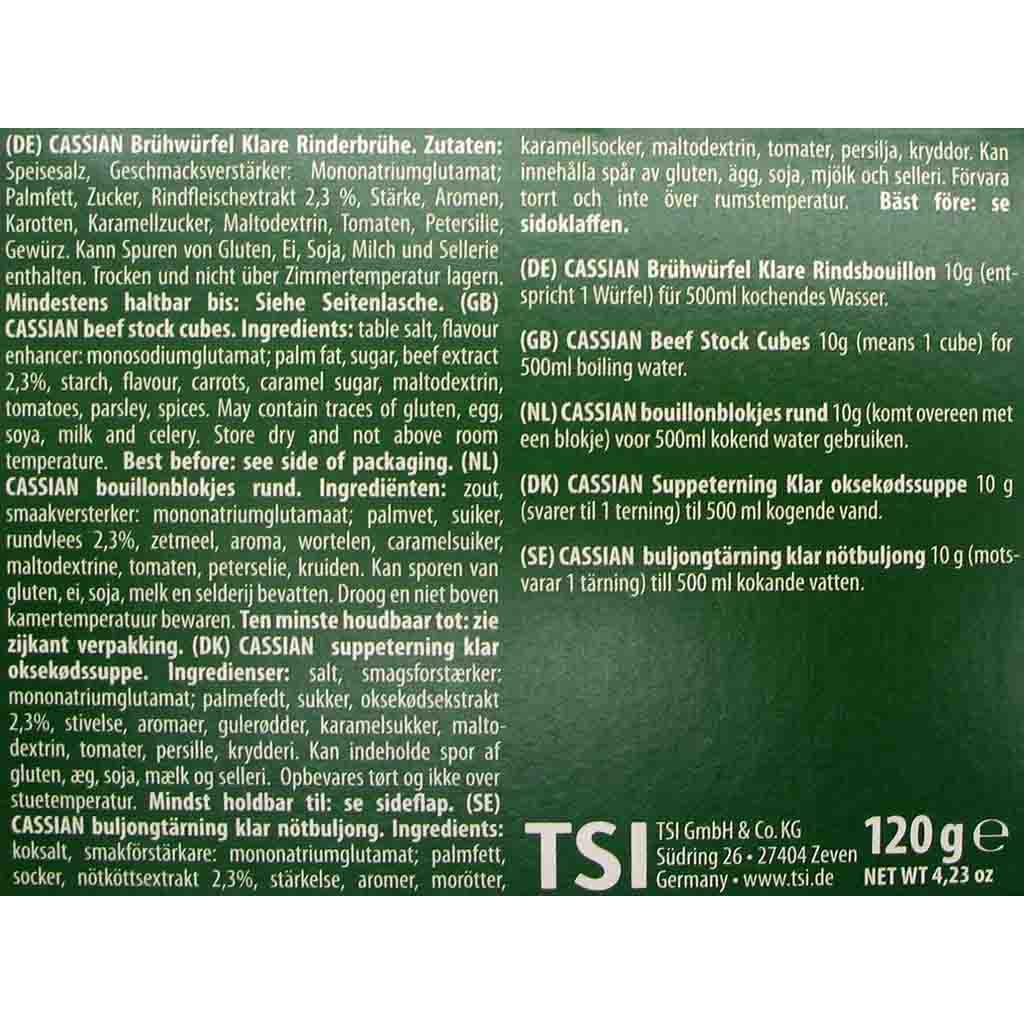 (DE) CASSIAN Brühwürfel Klare Rinderbrühe. Zutaten:
Speisesalz, Geschmacksverstärker: Mononatriumglutamat;
Palmfett, Zucker, Rindfleischextrakt 2,3 %, Stärke, Aromen,
Karotten, Karamellzucker, Maltodextrin, Tomaten, Petersilie,
Gewürz. Kann Spuren von Gluten, Ei, Soja, Milch und Sellerie
enthalten. Trocken und nicht über Zimmertemperatur lagern.
Mindestens haltbar bis: Siehe Seitenlasche. (GB)
CASSIAN beef stock cubes. Ingredients: table salt, flavour
enhancer: monosodiumglutamat; palm fat, sugar, beef extract
2,3%, starch, flavour, carrots, caramel sugar, maltodextrin,
tomatoes, parsley, spices. May contain traces of gluten, egg,
soya, milk and celery. Store dry and not above room
temperature. Best before: see side of packaging. (NL)
CASSIAN bouillonblokjes rund. Ingrediënten: zout,
smaakversterker: mononatriumglutamaat; palmvet, suiker,
rundvlees 2,3%, zetmeel, aroma, wortelen, caramelsuiker,
maltodextrine, tomaten, peterselie, kruiden. Kan sporen van
gluten, ei, soja, melk en selderij bevatten. Droog en niet boven
kamertemperatuur bewaren. Ten minste houdbaar tot: zie
zijkant verpakking. (DK) CASSIAN suppeterning klar
oksekødssuppe. Ingredienser: salt, smagsforstærker:
mononatriumglutamat; palmefedt, sukker, oksekødsekstrakt
2,3%, stivelse, aromaer, gulerødder, karamelsukker, malto-
dextrin, tomater, persille, krydderi. Kan indeholde spor af
gluten, æg, soja, mælk og selleri. Opbevares tørt og ikke over
stuetemperatur. Mindst holdbar til: se sideflap. (SE)
CASSIAN buljongtärning klar nötbuljong. Ingredients:
koksalt, smakförstärkare: mononatriumglutamat; palmfett,
socker, nötköttsextrakt 2,3%, stärkelse, aromer, morötter,
karamellsocker, maltodextrin, tomater, persilja, kryddor. Kan
innehålla spår av gluten, ägg, soja, mjölk och selleri. Förvara
torrt och inte över rumstemperatur. Bäst före: se
sidoklaffen.
(DE) CASSIAN Brühwürfel Klare Rindsbouillon 10g (ent-
spricht 1 Würfel) für 500ml kochendes Wasser.
(GB) CASSIAN Beef Stock Cubes 10g (means 1 cube) for
500ml boiling water.
(NL) CASSIAN bouillonblokjes rund 10g (komt overeen met
een blokje) voor 500ml kokend water gebruiken.
(DK) CASSIAN Suppeterning Klar oksekødssuppe 10 g
(svarer til 1 terning) til 500 ml kogende vand.
(SE) CASSIAN buljongtärning klar nötbuljong 10 g (mots-
varar 1 tärning) till 500 ml kokande vatten.
TSI
TSI GmbH & Co. KG
Südring 26 • 27404 Zeven
Germany • www.tsi.de
120 g ℮
NET WT 4,23 oz